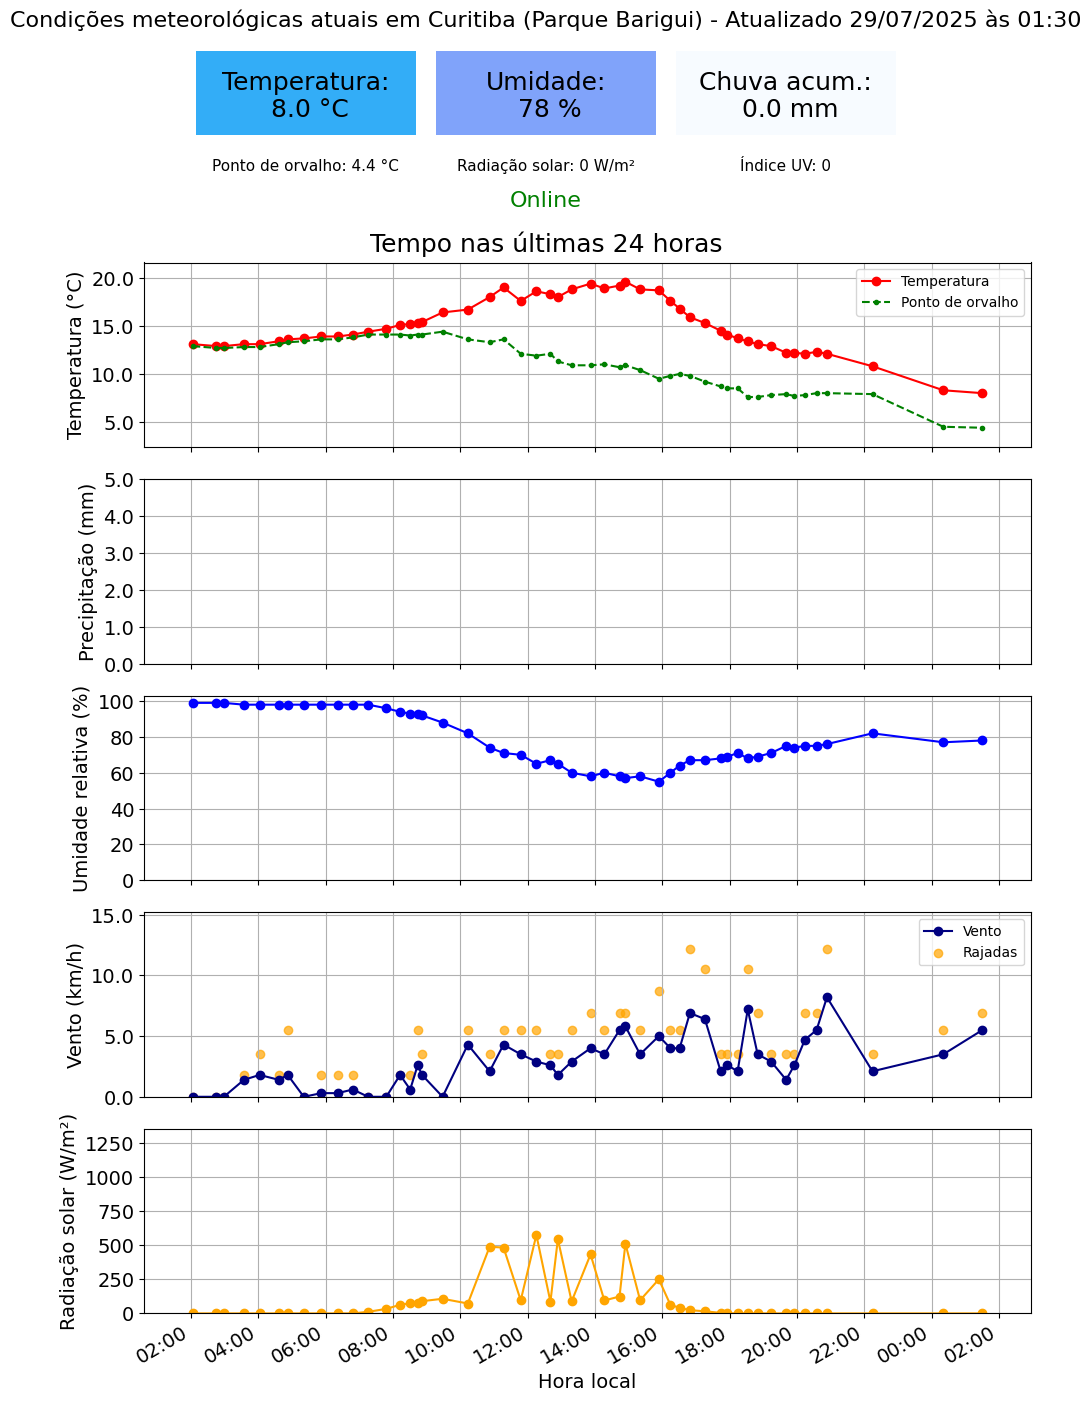 Condições meteorológicas atuais em Curitiba (Parque Barigui) - Atualizado 29/07/2025 às 01:30
Temperatura:
8.0 °C
Umidade:
78 %
Chuva acum.:
0.0 mm
Ponto de orvalho: 4.4 °C
Radiação solar: 0 W/m²
Índice UV: 0
Online
Tempo nas últimas 24 horas
Temperatura (°C)
20.0
15.0
10.0
5.0
Temperatura
Ponto de orvalho
Precipitação (mm)
5.0
4.0
3.0
2.0
1.0
0.0
Umidade relativa (%)
100
80
60
40
20
0
Vento (km/h)
15.0
10.0
5.0
0.0
Vento
Rajadas
Radiação solar (W/m²)
1250
1000
750
500
250
0
02:00 04:00 06:00 08:00 10:00 12:00 14:00 16:00 18:00 20:00 22:00 00:00 02:00
Hora local